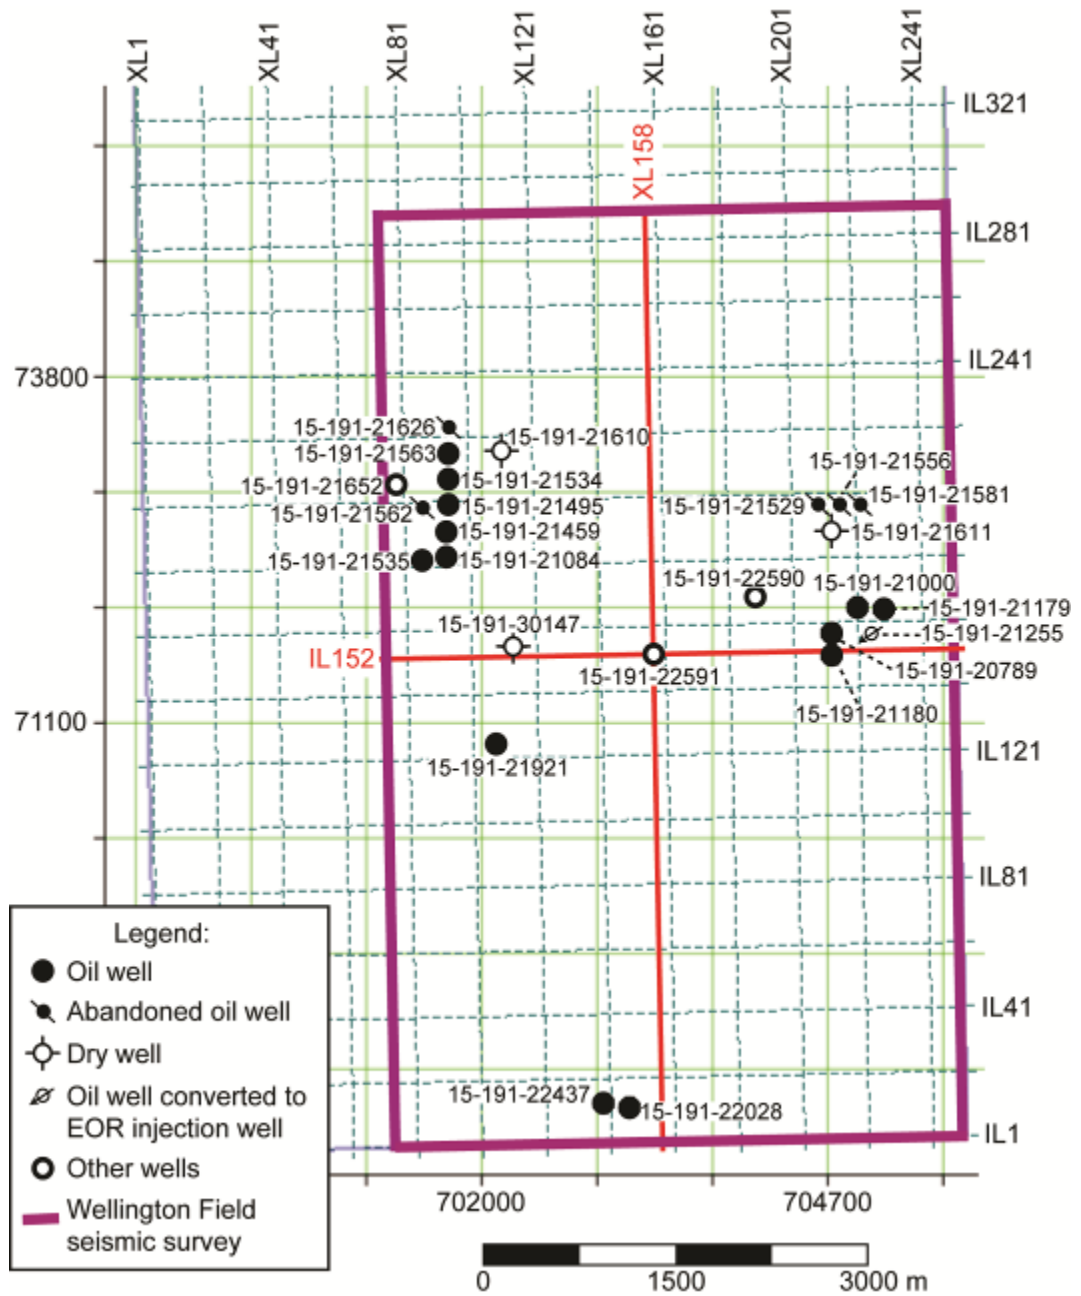 XL1
XL41
XL81
XL121
XL161
XL201
XL241
IL321
XL158
IL281
IL241
73800
15-191-21626
15-191-21610
15-191-21563
15-191-21556
15-191-21534
15-191-21652
15-191-21581
15-191-21495
15-191-21529
15-191-21562
15-191-21459
15-191-21611
15-191-21535
15-191-21084
15-191-22590
15-191-21000
15-191-21179
15-191-30147
15-191-21255
IL152
15-191-20789
15-191-22591
15-191-21180
71100
IL121
15-191-21921
IL81
Legend:
Oil well
Abandoned oil well
Dry well
Oil well converted to
EOR injection well
Other wells
Wellington Field
seismic survey
IL41
15-191-22437
15-191-22028
IL1
702000
704700
0
1500
3000 m